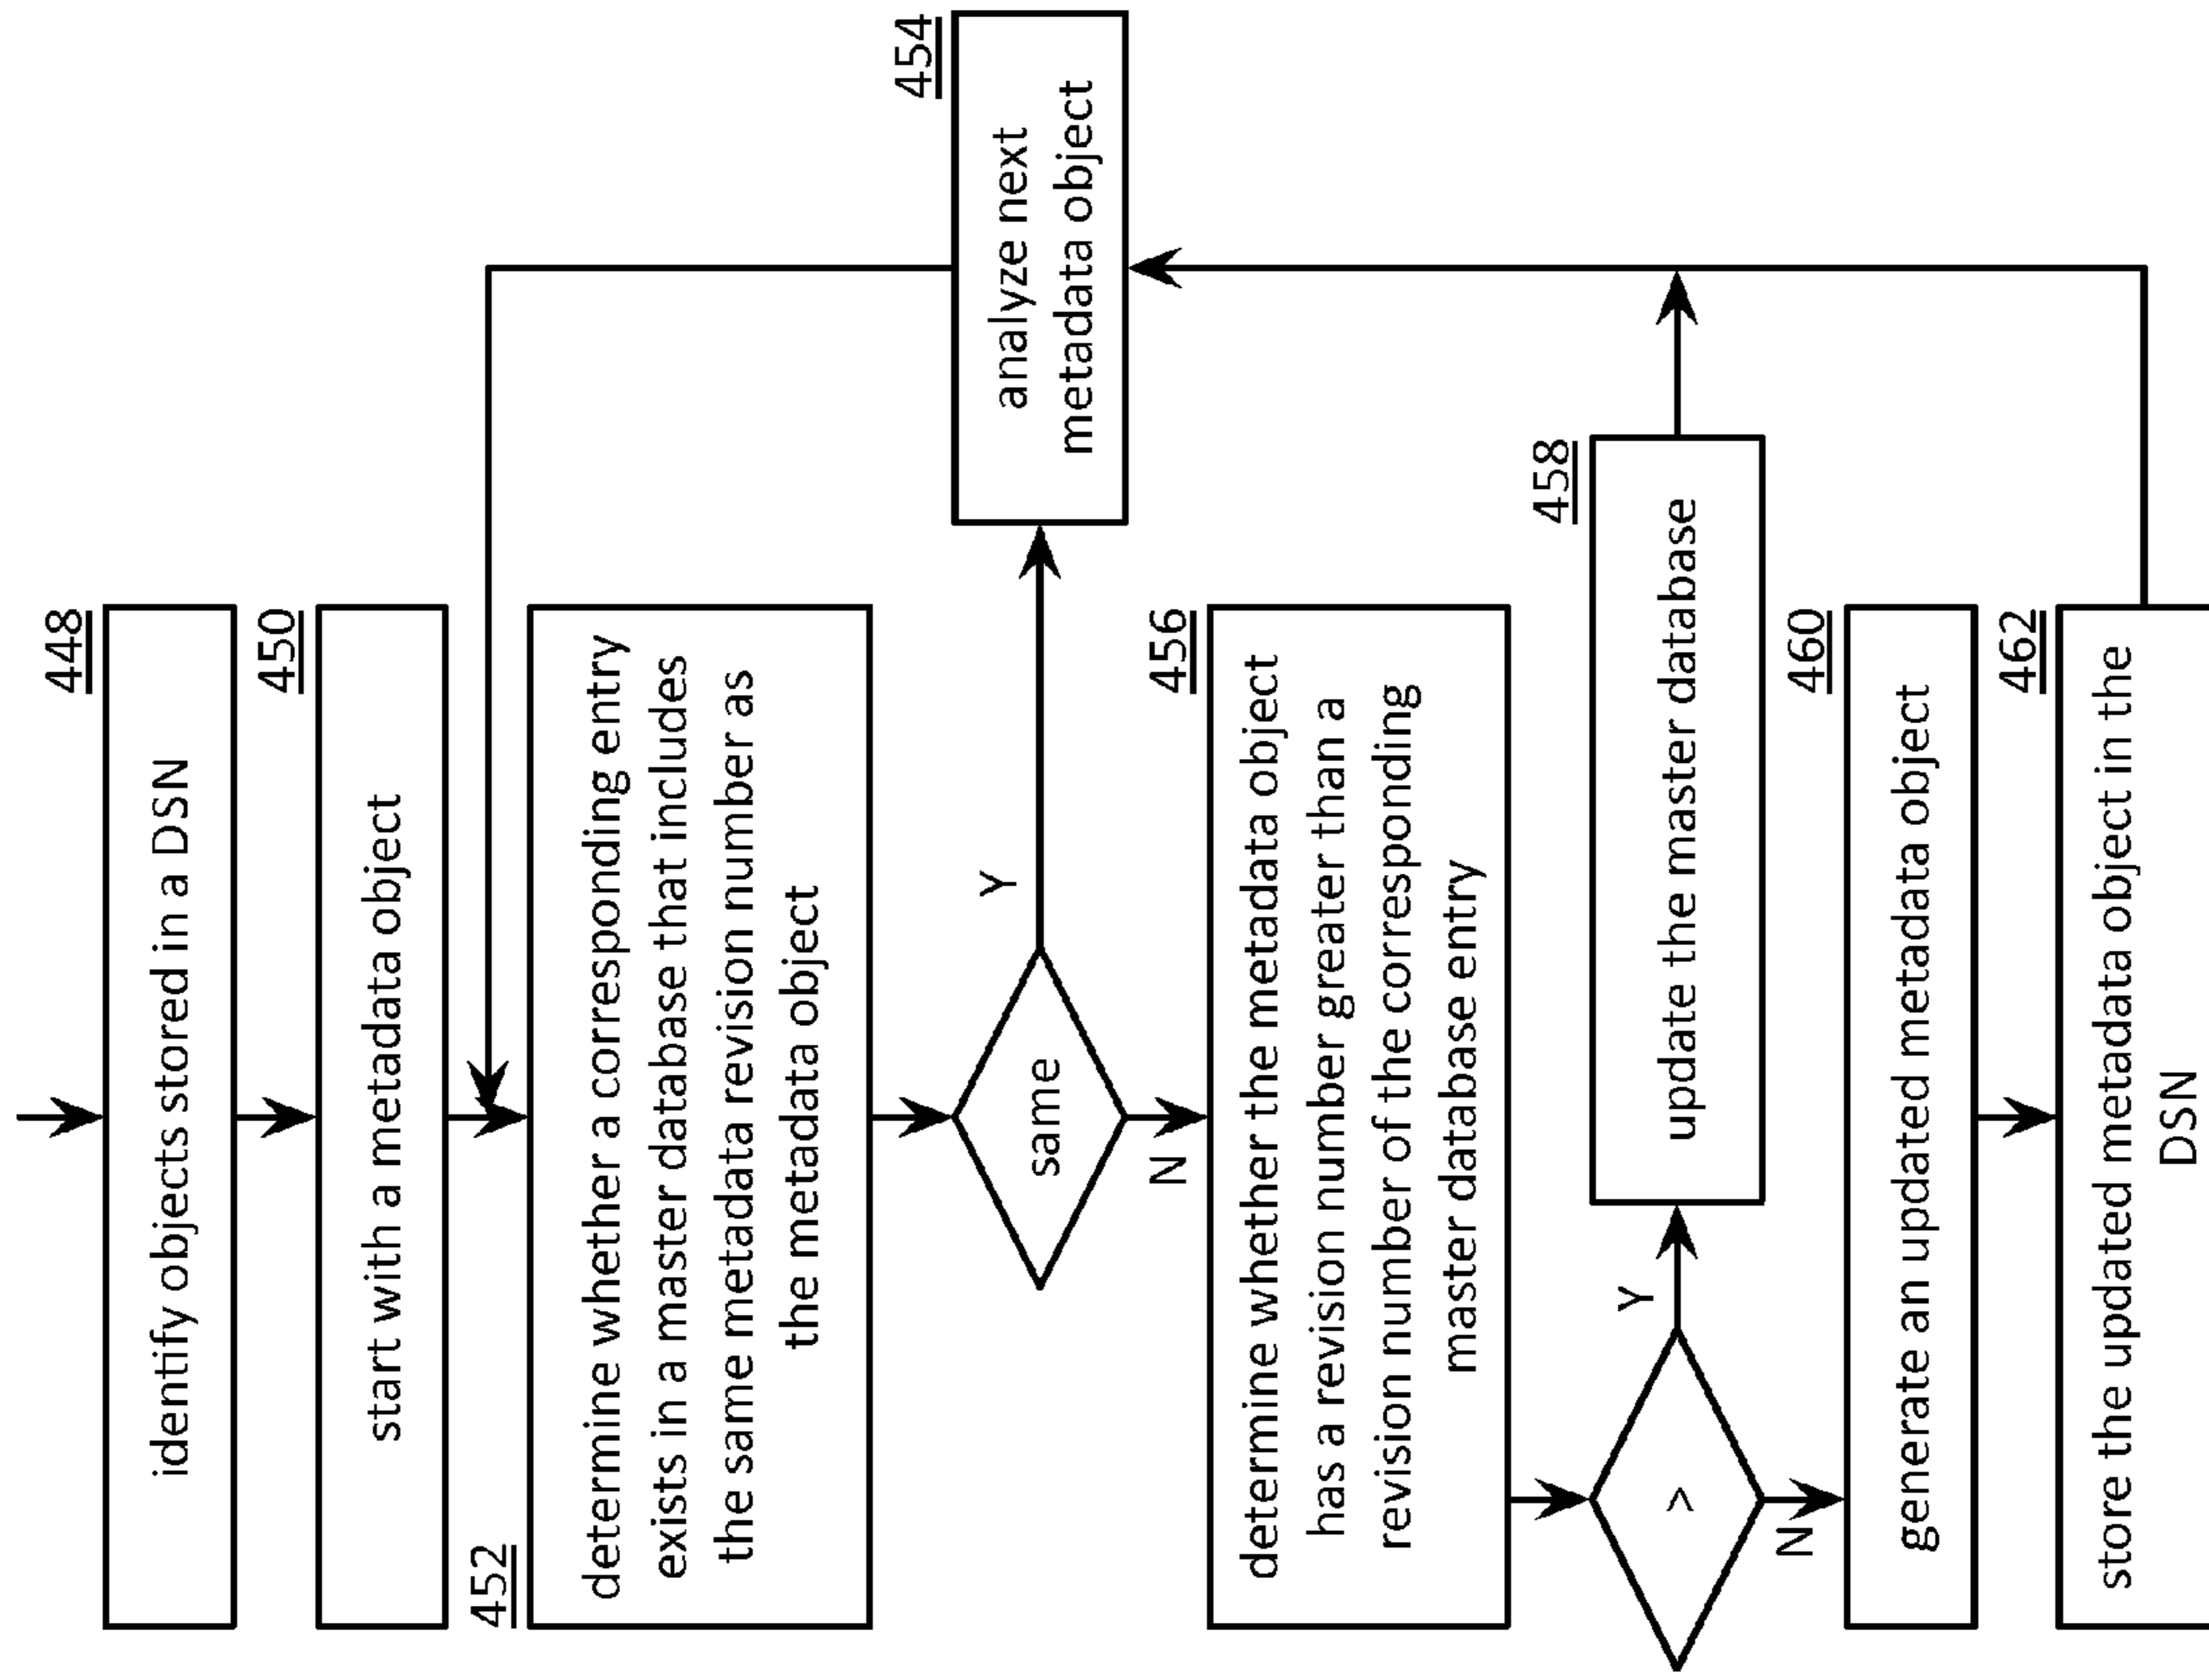 448
identify objects stored in a DSN
450
start with a metadata object
452
determine whether a corresponding entry
exists in a master database that includes
the same metadata revision number as
the metadata object
same
Y
N
454
analyze next
metadata object
456
determine whether the metadata object
has a revision number greater than a
revision number of the corresponding
master database entry
>
Y
N
458
update the master database
460
generate an updated metadata object
462
store the updated metadata object in the
DSN